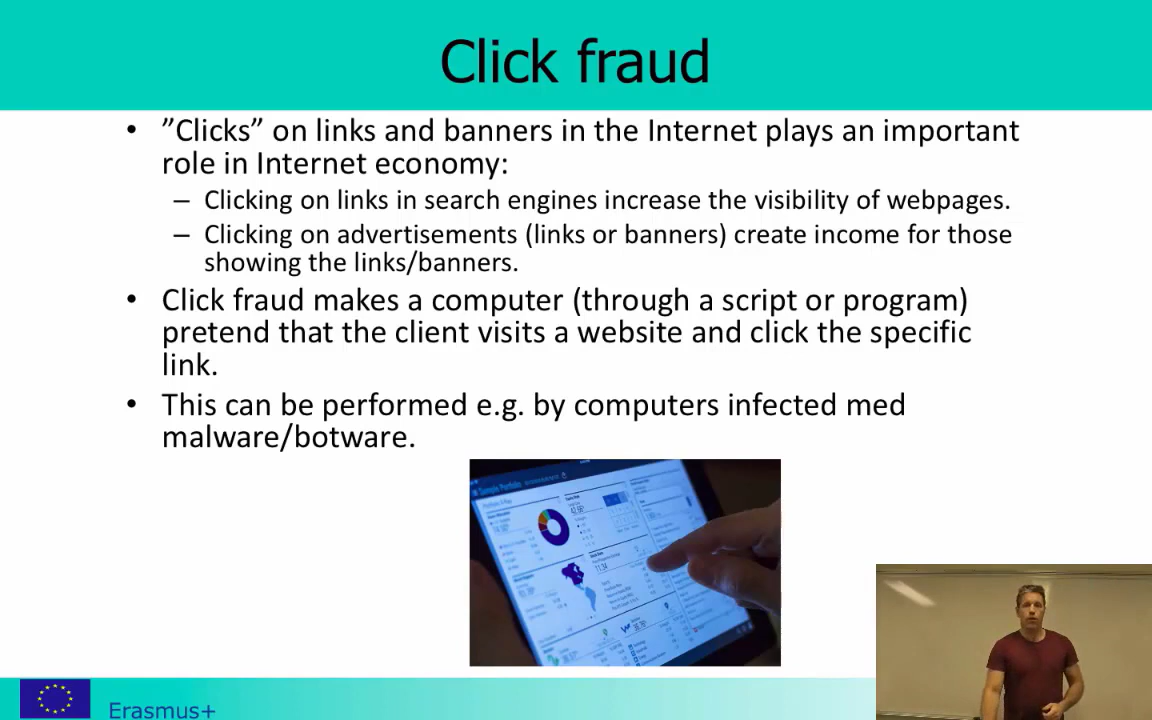 Click fraud
• ”Clicks” on links and banners in the Internet plays an important
role in Internet economy:
– Clicking on links in search engines increase the visibility of webpages.
– Clicking on advertisements (links or banners) create income for those
showing the links/banners.
• Click fraud makes a computer (through a script or program)
pretend that the client visits a website and click the specific
link.
• This can be performed e.g. by computers infected med
malware/botware.
Sample Portfolio
Erasmus+